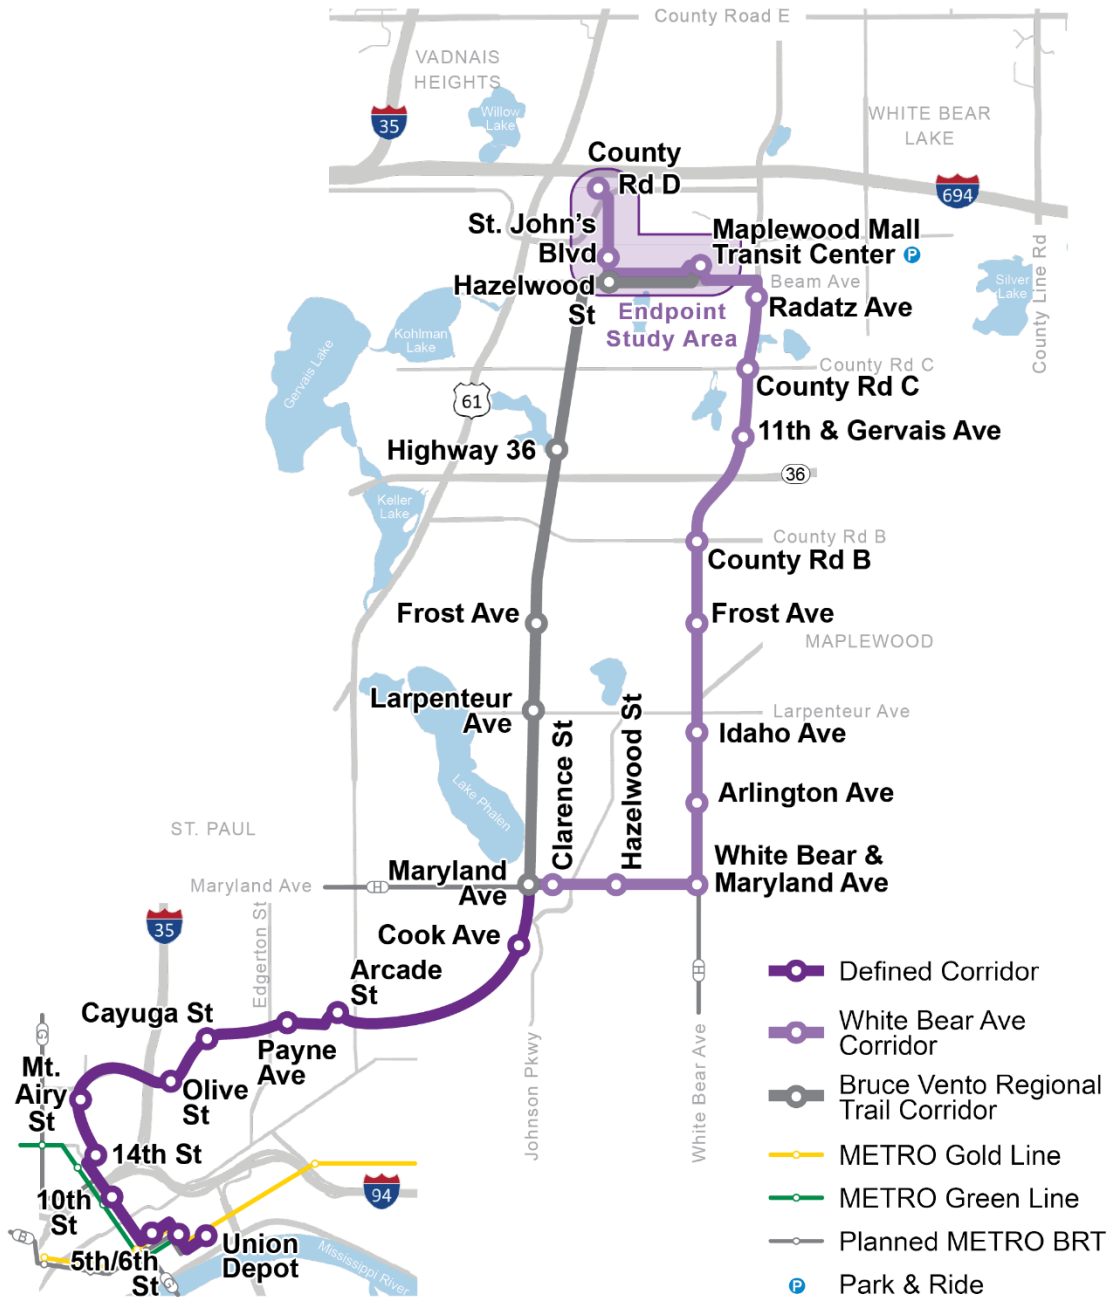 County Road E
VADNAIS
HEIGHTS
35
Willow
Lake
WHITE BEAR
LAKE
694
County
Rd D
St. John's
Blvd
Maplewood Mall
Transit Center P
Hazelwood
St
Beam Ave
Radatz Ave
Endpoint
Study Area
Silver
Lake
County Line Rd
Kohlman
Lake
Gervais Lake
County Rd C
County Rd C
61
11th & Gervais Ave
Highway 36
36
Keller
Lake
County Rd B
County Rd B
Frost Ave
Frost Ave
MAPLEWOOD
Larpenteur
Ave
Larpenteur Ave
Idaho Ave
Clarence St
Hazelwood St
Lake Phalen
Arlington Ave
ST. PAUL
White Bear &
Maryland Ave
Maryland
Ave
Maryland Ave
H
Cook Ave
35
Edgerton St
Arcade
St
H
Cayuga St
Payne
Ave
G
Mt.
Airy
St
Olive
St
Johnson Pkwy
White Bear Ave
14th St
10th
St
94
B
5th/6th
St
G
Union
Depot
Mississippi River
Defined Corridor
White Bear Ave
Corridor
Bruce Vento Regional
Trail Corridor
METRO Gold Line
METRO Green Line
Planned METRO BRT
P Park & Ride